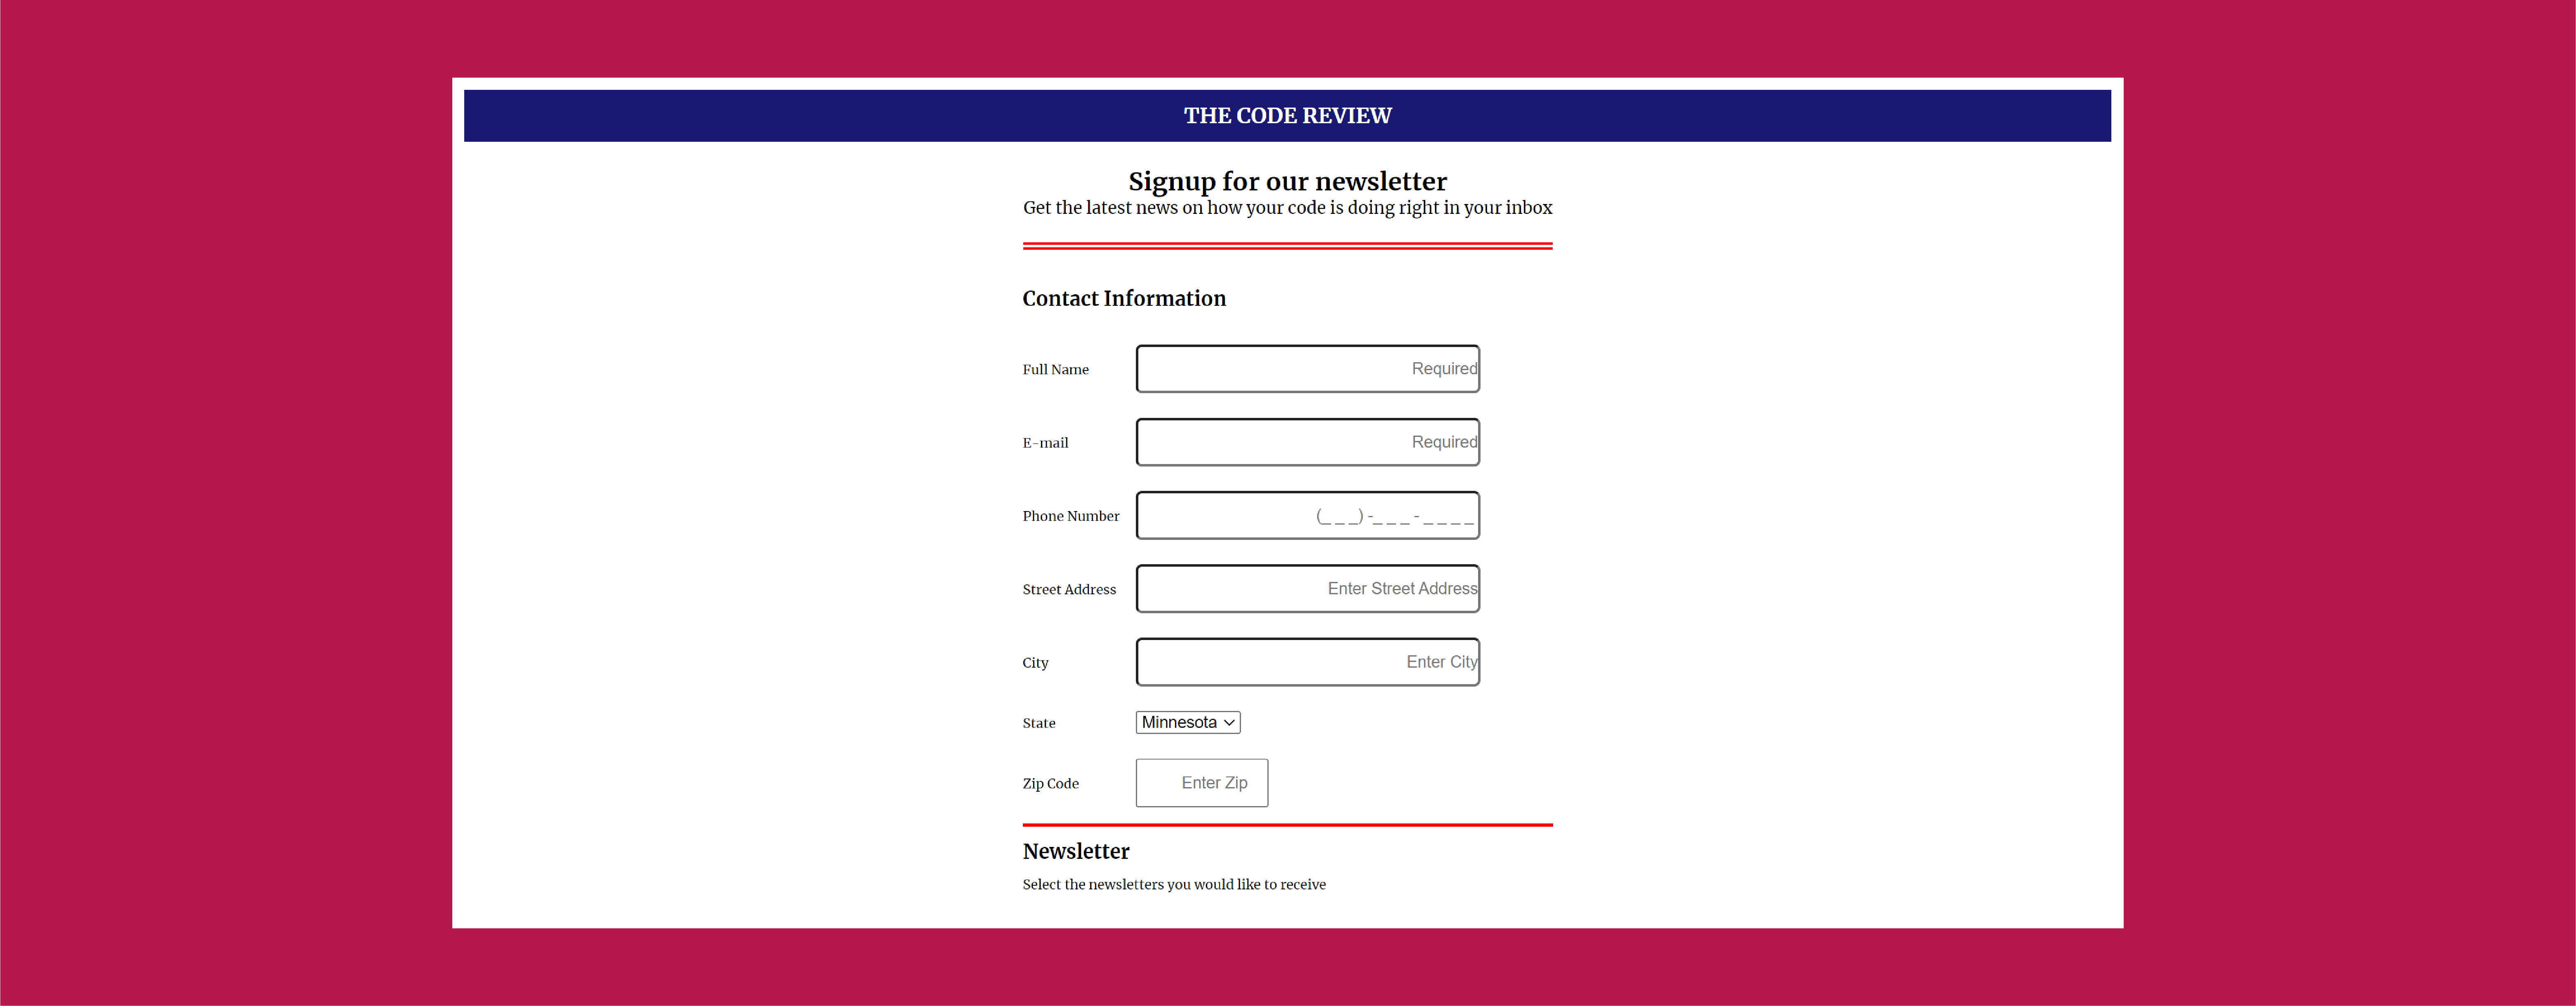 THE CODE REVIEW
Signup for our newsletter
Get the latest news on how your code is doing right in your inbox
Contact Information
Full Name Required
E-mail Required
Phone Number (_ _ _) -_ _ _ - _ _ _ _
Street Address Enter Street Address
City Enter City
State Minnesota
Zip Code Enter Zip
Newsletter
Select the newsletters you would like to receive